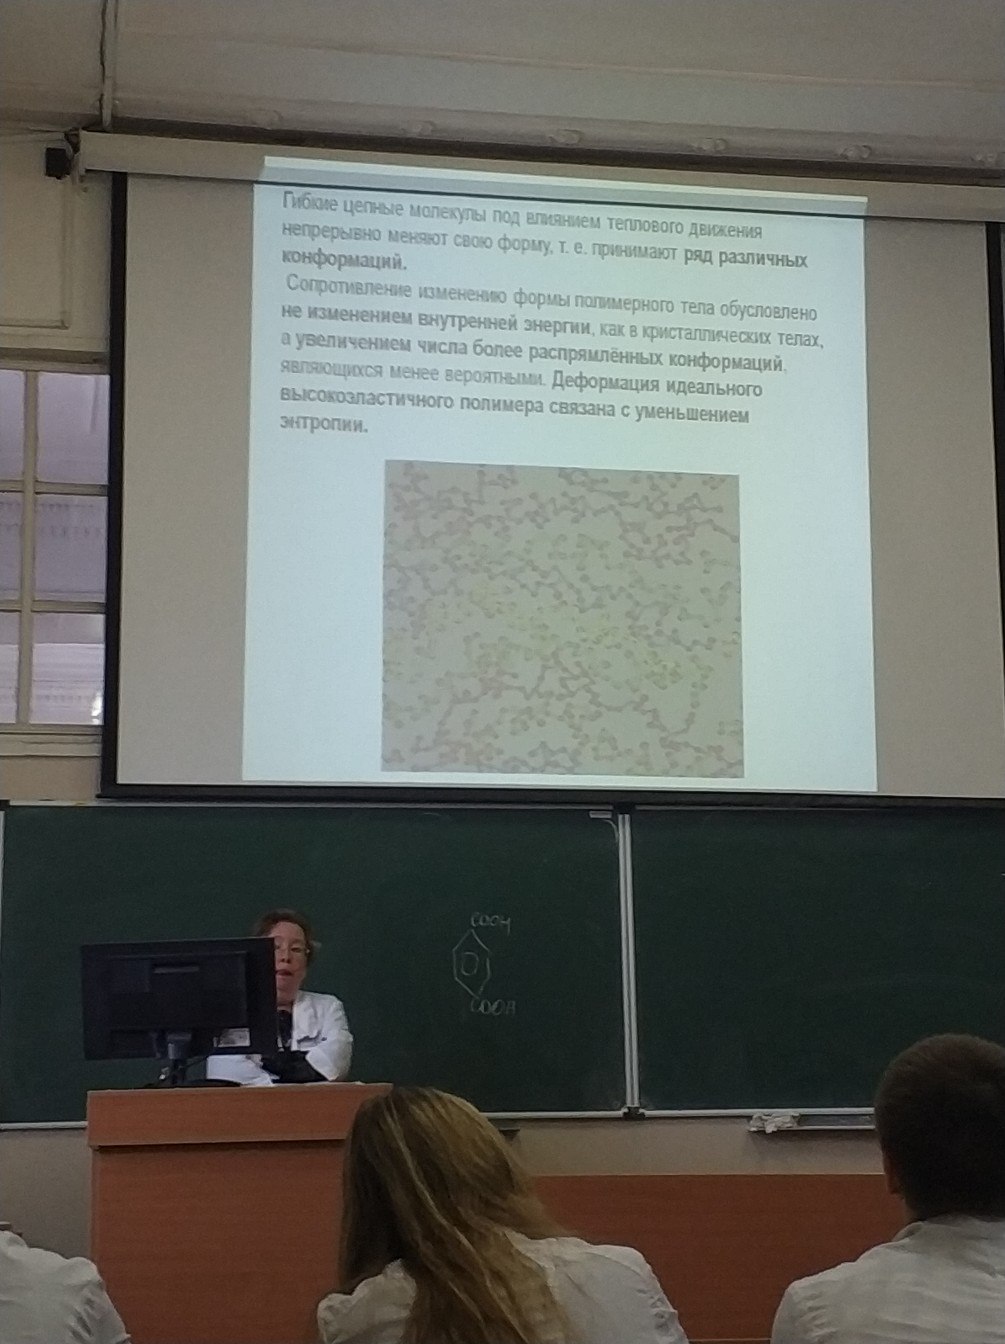 Гибкие цепные молекулы под влиянием теплового движения
непрерывно меняют свою форму, т. е. принимают ряд различных
конформаций.
Сопротивление изменению формы полимерного тела обусловлено
не изменением внутренней энергии, как в кристаллических телах,
а увеличением числа более распрямлённых конформаций,
являющихся менее вероятными. Деформация идеального
высокоэластичного полимера связана с уменьшением
энтропии.
COOH
COOH